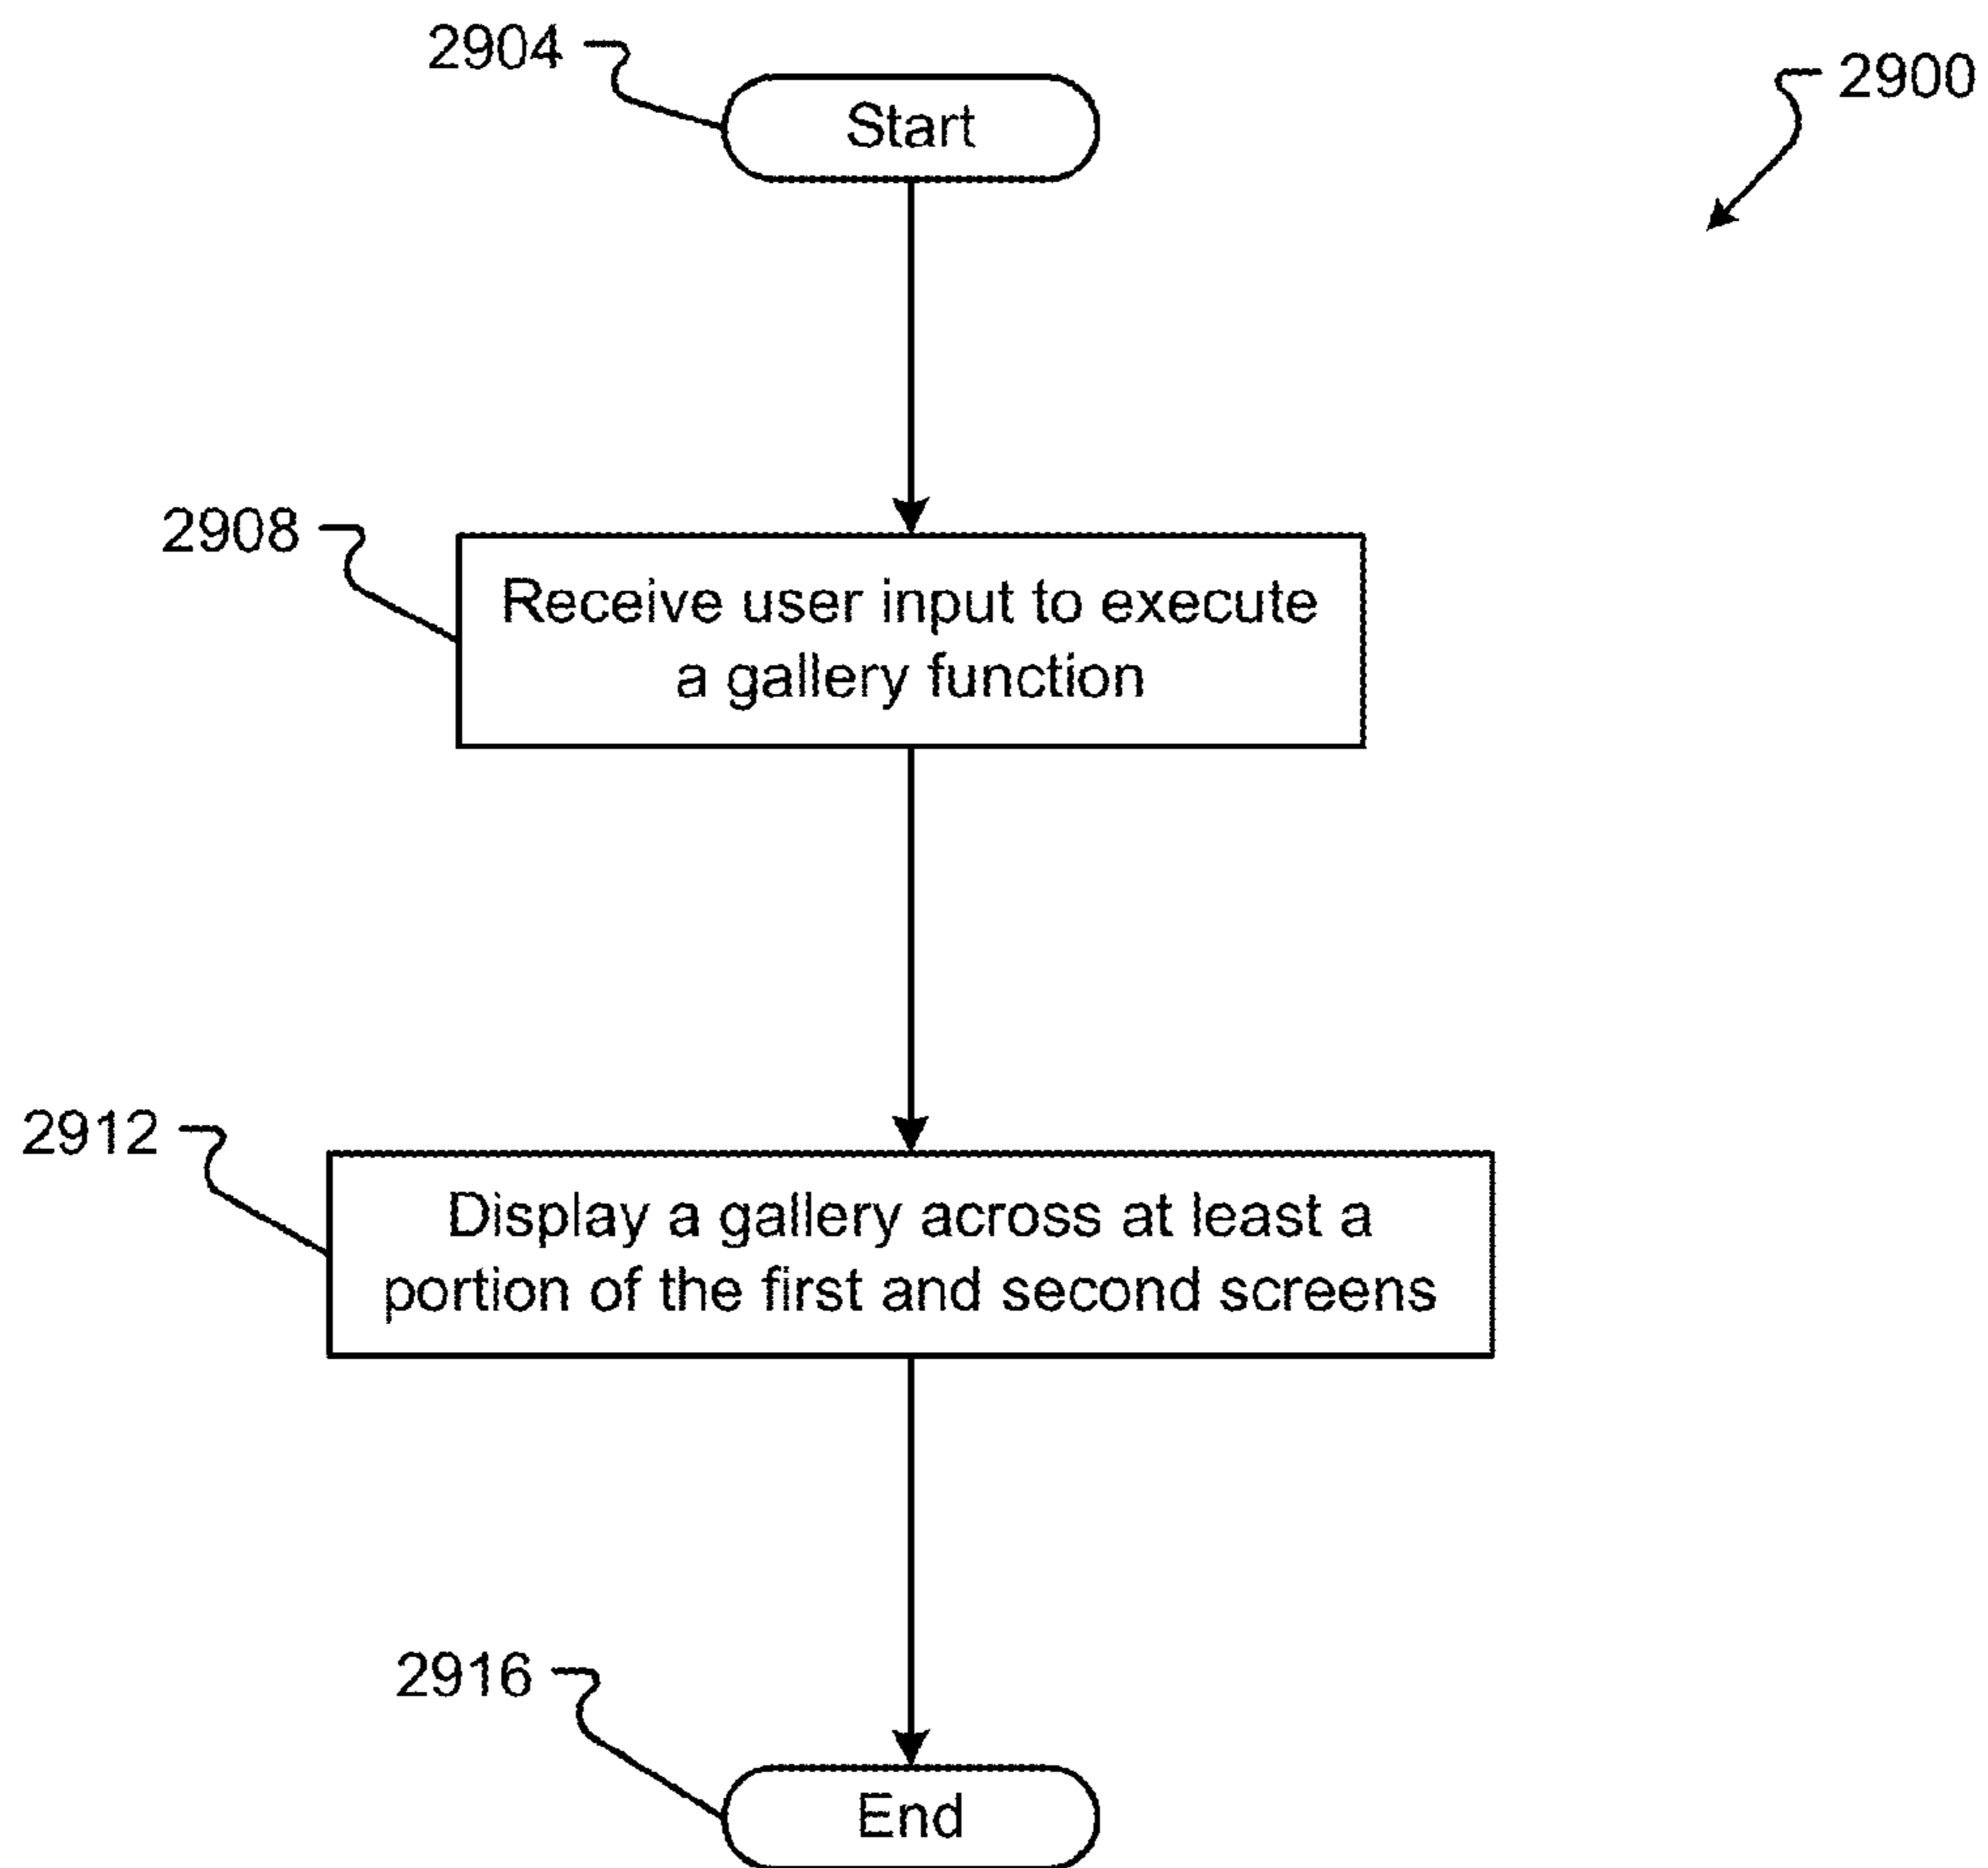 2904
Start
2900
2908
Receive user input to execute
a gallery function
2912
Display a gallery across at least a
portion of the first and second screens
2916
End